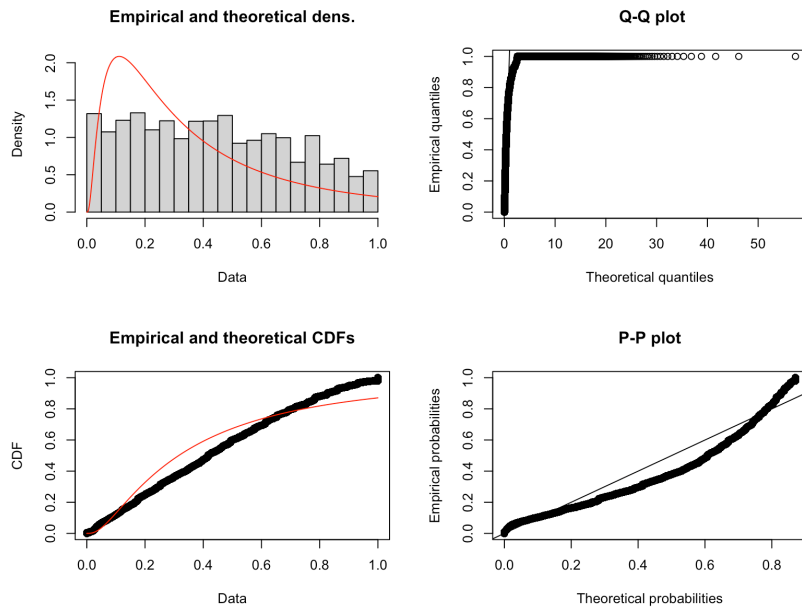 Empirical and theoretical dens.
Density
0.0 0.5 1.0 1.5 2.0
0.0 0.2 0.4 0.6 0.8 1.0
Data
Q-Q plot
Empirical quantiles
0.0 0.2 0.4 0.6 0.8 1.0
0 10 20 30 40 50
Theoretical quantiles
Empirical and theoretical CDFs
CDF
0.0 0.2 0.4 0.6 0.8 1.0
0.0 0.2 0.4 0.6 0.8 1.0
Data
P-P plot
Empirical probabilities
0.0 0.2 0.4 0.6 0.8 1.0
0.0 0.2 0.4 0.6 0.8
Theoretical probabilities